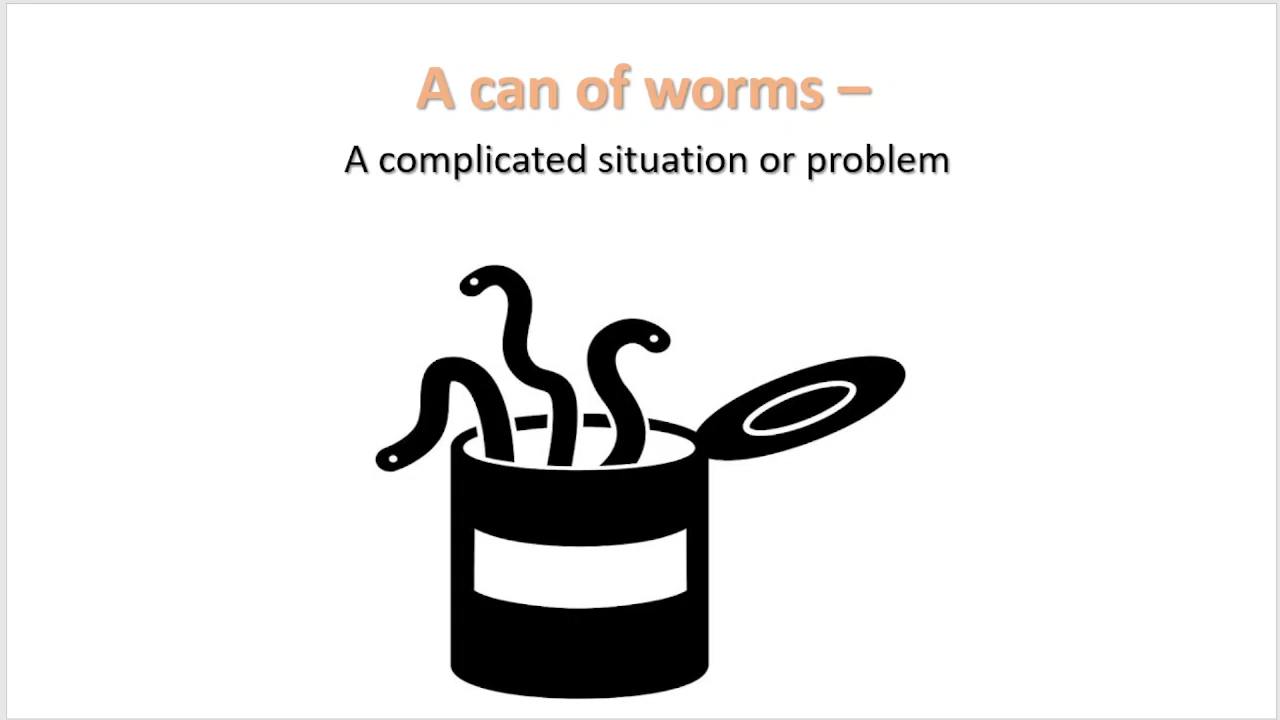 A can of worms –
A complicated situation or problem